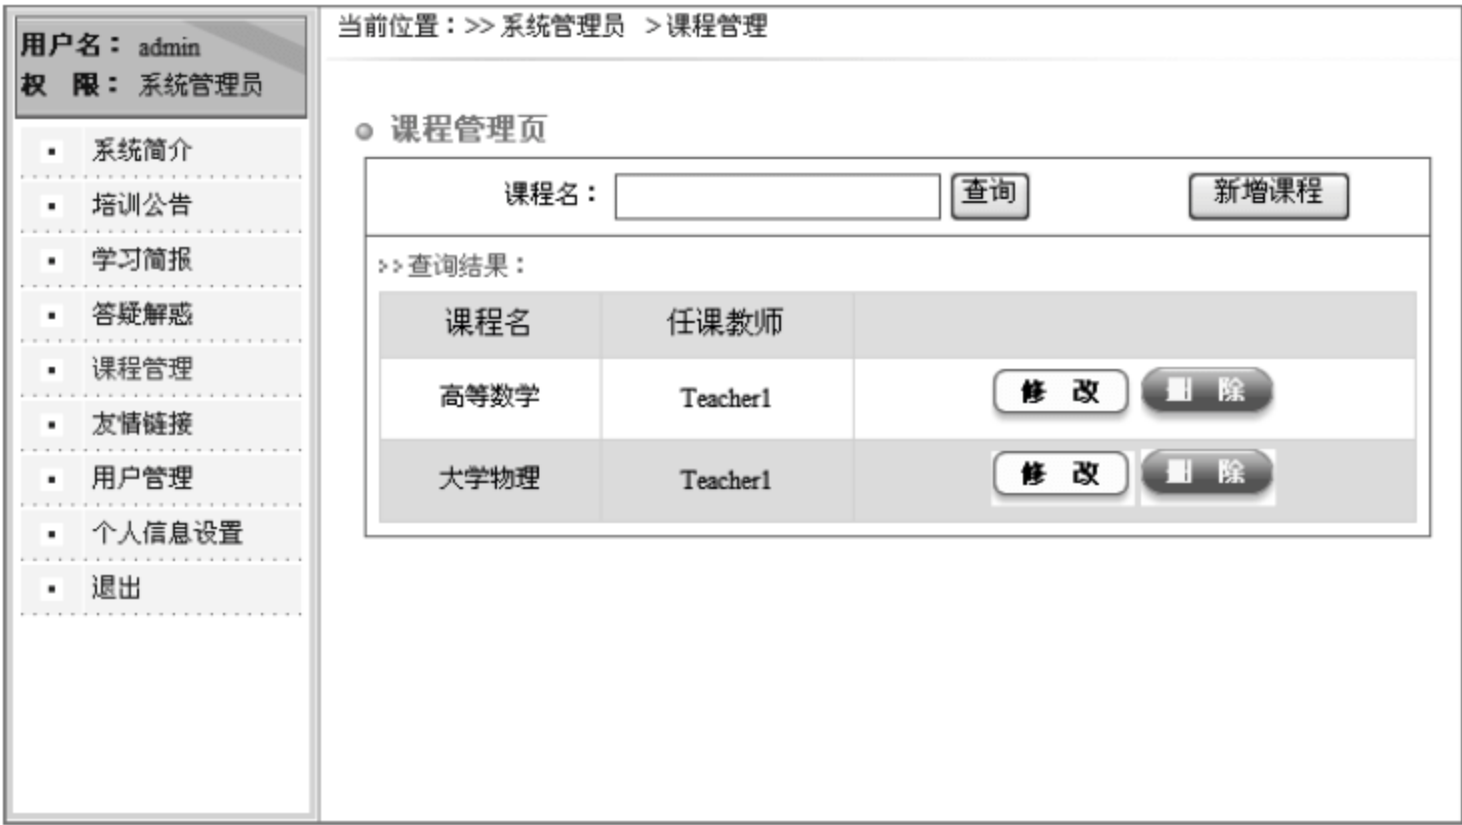 用户名： admin
权 限： 系统管理员
系统简介
培训公告
学习简报
答疑解惑
课程管理
友情链接
用户管理
个人信息设置
退出
当前位置：>> 系统管理员 >课程管理
课程管理页
课程名： 查询 新增课程
>>查询结果：
课程名 任课教师
高等数学 Teacher1 修 改 删 除
大学物理 Teacher1 修 改 删 除